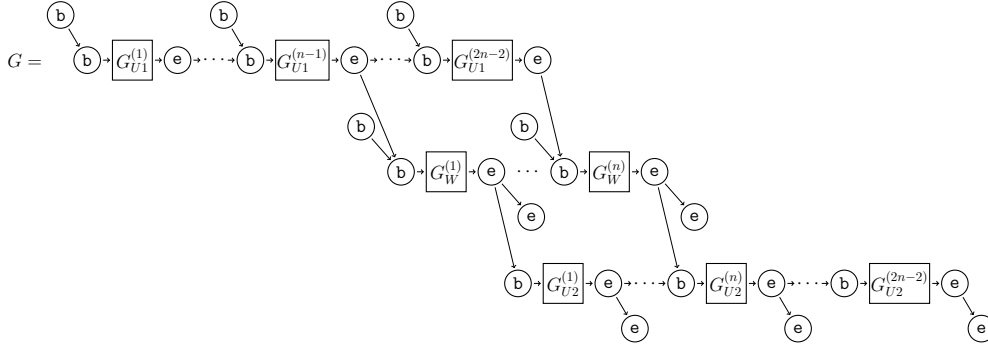 b b b
G = b G_{U1}^{(1)} e ··· b G_{U1}^{(n-1)} e ··· b G_{U1}^{(2n-2)} e
b b
b G_W^{(1)} e ··· b G_W^{(n)} e
e e
b G_{U2}^{(1)} e ··· b G_{U2}^{(n)} e ··· b G_{U2}^{(2n-2)} e
e e e